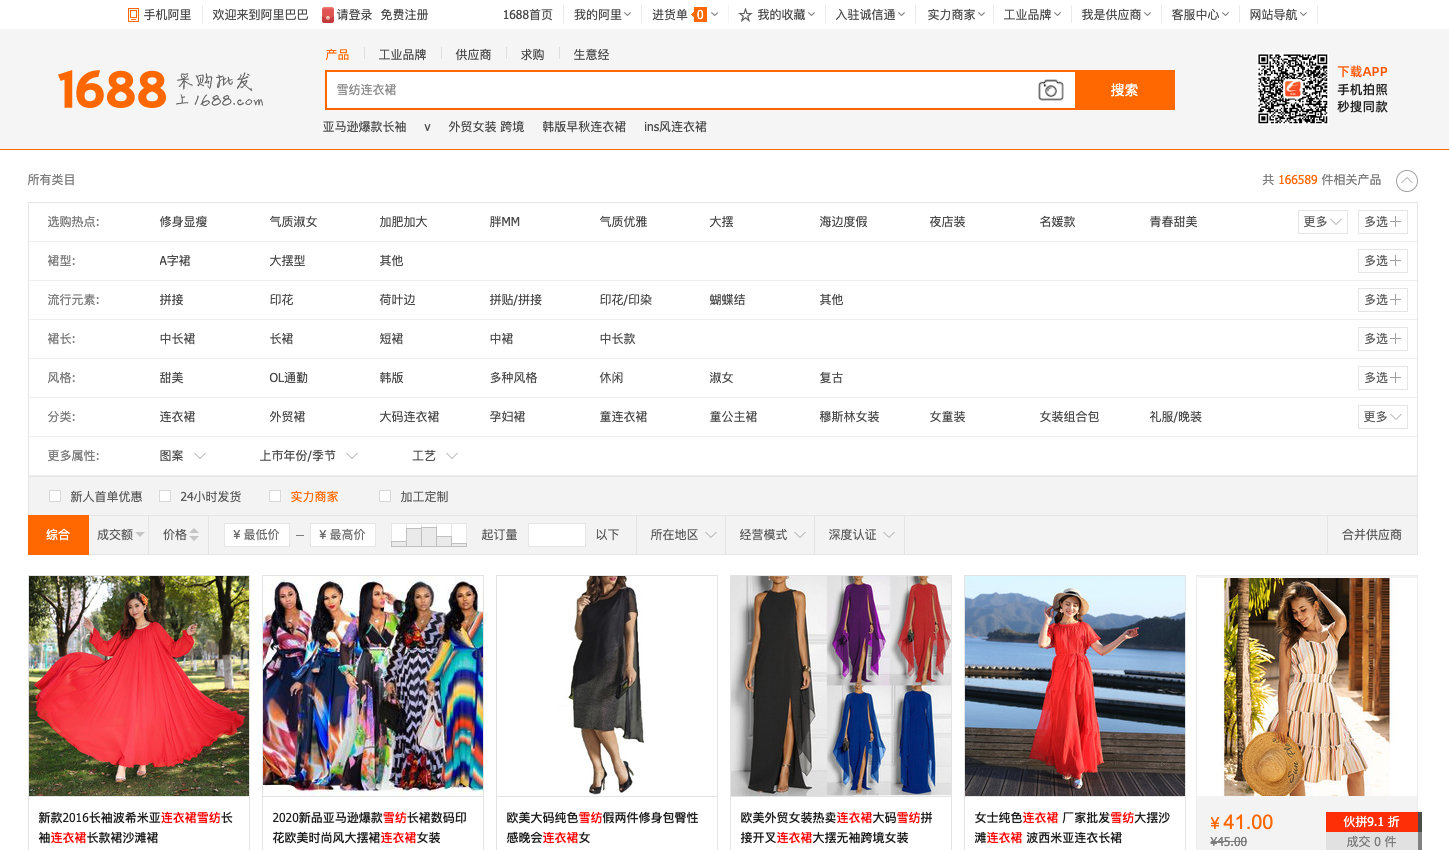 手机阿里 欢迎来到阿里巴巴 请登录 免费注册 1688首页 我的阿里 进货单 0 我的收藏 入驻诚信通 实力商家 工业品牌 我是供应商 客服中心 网站导航
产品 工业品牌 供应商 求购 生意经
1688 采购批发
上1688.com
雪纺连衣裙 搜索
下载APP
手机拍照
秒搜同款
亚马逊爆款长袖 v 外贸女装 跨境 韩版早秋连衣裙 ins风连衣裙
所有类目 共 166589 件相关产品
选购热点: 修身显瘦 气质淑女 加肥加大 胖MM 气质优雅 大摆 海边度假 夜店装 名媛款 青春甜美 更多 多选
裙型: A字裙 大摆型 其他 多选
流行元素: 拼接 印花 荷叶边 拼贴/拼接 印花/印染 蝴蝶结 其他 多选
裙长: 中长裙 长裙 短裙 中裙 中长款 多选
风格: 甜美 OL通勤 韩版 多种风格 休闲 淑女 复古 多选
分类: 连衣裙 外贸裙 大码连衣裙 孕妇裙 童连衣裙 童公主裙 穆斯林女装 女童装 女装组合包 礼服/晚装 更多
更多属性: 图案 上市年份/季节 工艺
新人首单优惠 24小时发货 实力商家 加工定制
综合 成交额 价格 ¥ 最低价 — ¥ 最高价 起订量 以下 所在地区 经营模式 深度认证 合并供应商
新款2016长袖波希米亚连衣裙雪纺长
袖连衣裙长款裙沙滩裙
2020新品亚马逊爆款雪纺长裙数码印
花欧美时尚风大摆裙连衣裙女装
欧美大码纯色雪纺假两件修身包臀性
感晚会连衣裙女
欧美外贸女装热卖连衣裙大码雪纺拼
接开叉连衣裙大摆无袖跨境女装
女士纯色连衣裙 厂家批发雪纺大摆沙
滩连衣裙 波西米亚连衣长裙
¥ 41.00 伙拼9.1 折
¥45.00 成交 0 件